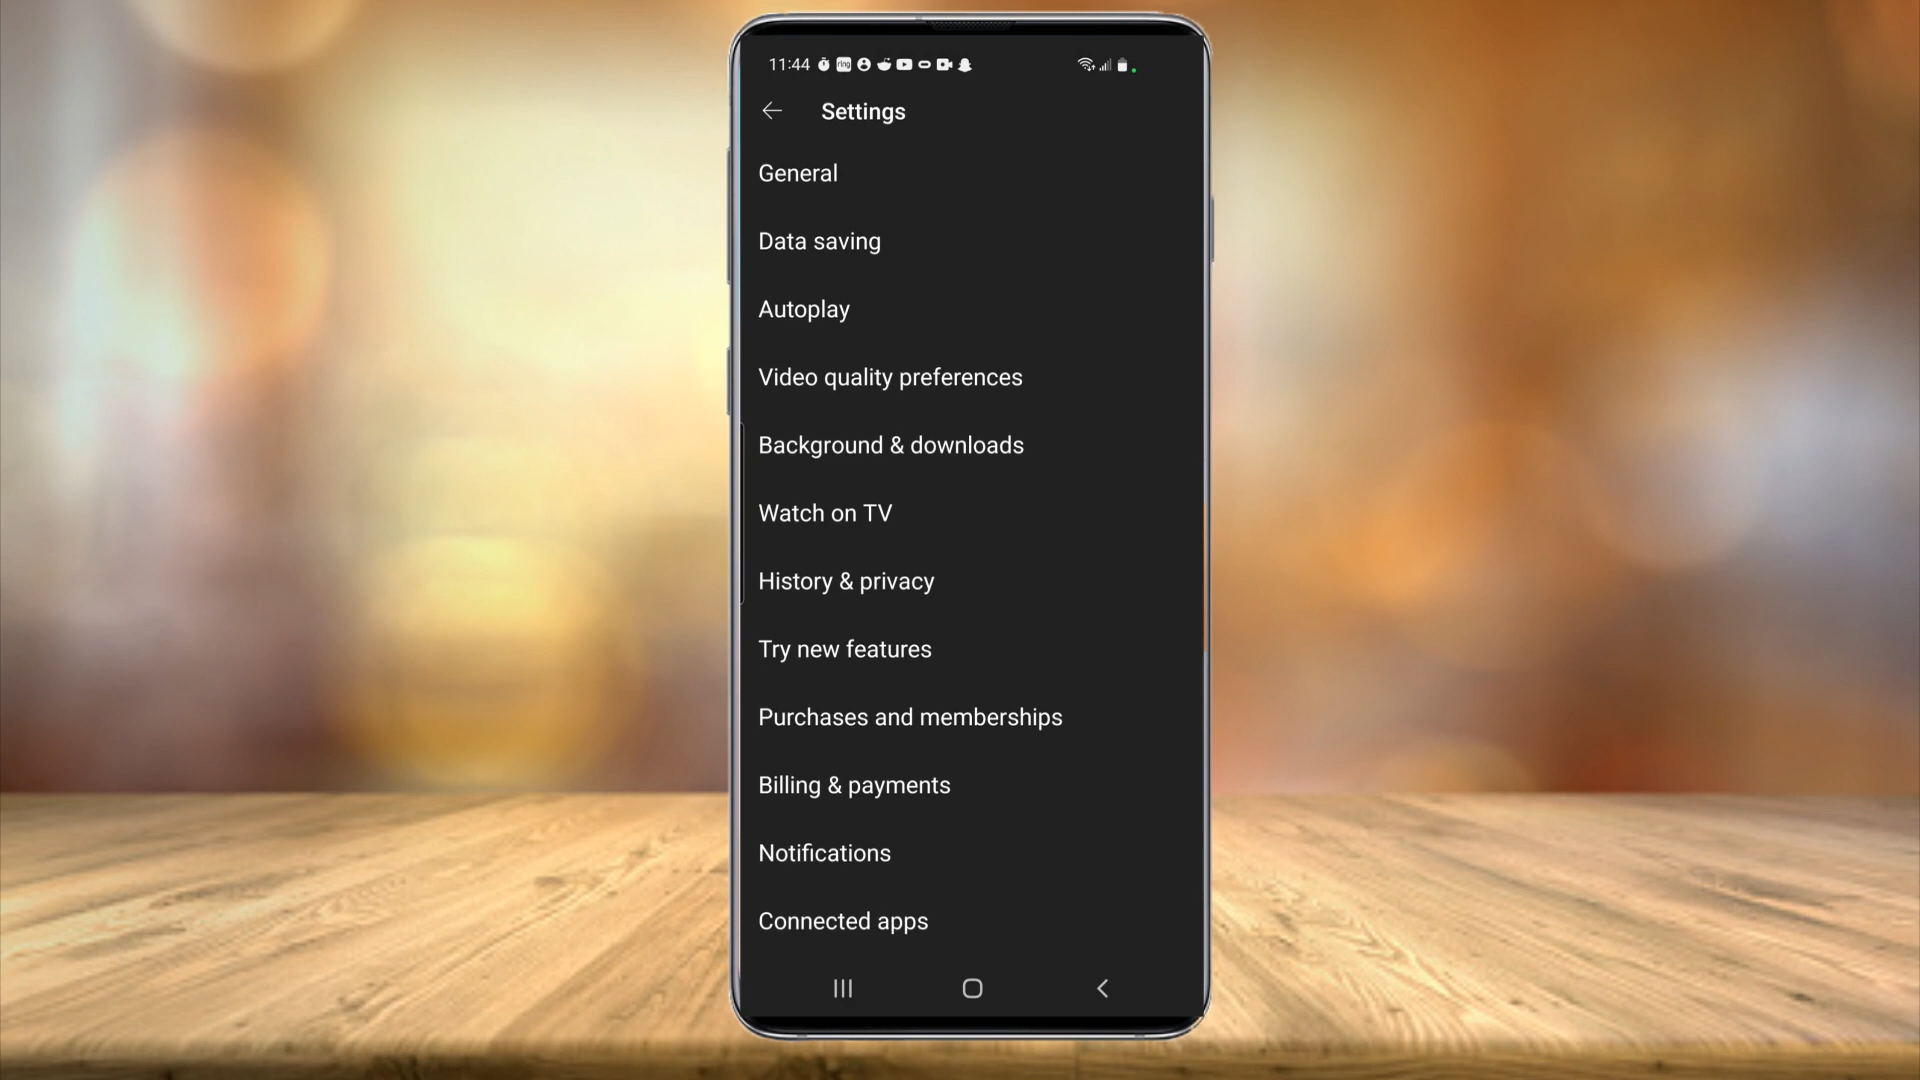 11:44
ring
Settings
General
Data saving
Autoplay
Video quality preferences
Background & downloads
Watch on TV
History & privacy
Try new features
Purchases and memberships
Billing & payments
Notifications
Connected apps